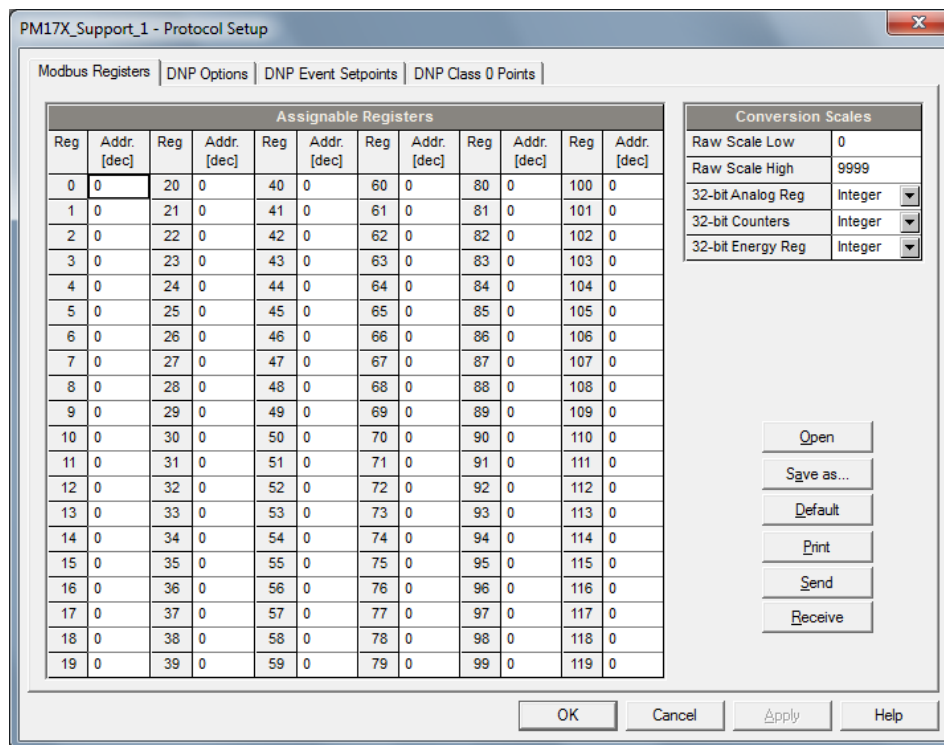 PM17X_Support_1 - Protocol Setup
x
Modbus Registers DNP Options DNP Event Setpoints DNP Class 0 Points
Assignable Registers Conversion Scales
Reg Addr. [dec] Reg Addr. [dec] Reg Addr. [dec] Reg Addr. [dec] Reg Addr. [dec] Reg Addr. [dec]
Raw Scale Low 0
Raw Scale High 9999
32-bit Analog Reg Integer
32-bit Counters Integer
32-bit Energy Reg Integer
0 0 20 0 40 0 60 0 80 0 100 0
1 0 21 0 41 0 61 0 81 0 101 0
2 0 22 0 42 0 62 0 82 0 102 0
3 0 23 0 43 0 63 0 83 0 103 0
4 0 24 0 44 0 64 0 84 0 104 0
5 0 25 0 45 0 65 0 85 0 105 0
6 0 26 0 46 0 66 0 86 0 106 0
7 0 27 0 47 0 67 0 87 0 107 0
8 0 28 0 48 0 68 0 88 0 108 0
9 0 29 0 49 0 69 0 89 0 109 0
10 0 30 0 50 0 70 0 90 0 110 0
11 0 31 0 51 0 71 0 91 0 111 0
12 0 32 0 52 0 72 0 92 0 112 0
13 0 33 0 53 0 73 0 93 0 113 0
14 0 34 0 54 0 74 0 94 0 114 0
15 0 35 0 55 0 75 0 95 0 115 0
16 0 36 0 56 0 76 0 96 0 116 0
17 0 37 0 57 0 77 0 97 0 117 0
18 0 38 0 58 0 78 0 98 0 118 0
19 0 39 0 59 0 79 0 99 0 119 0
Open
Save as...
Default
Print
Send
Receive
OK Cancel Apply Help